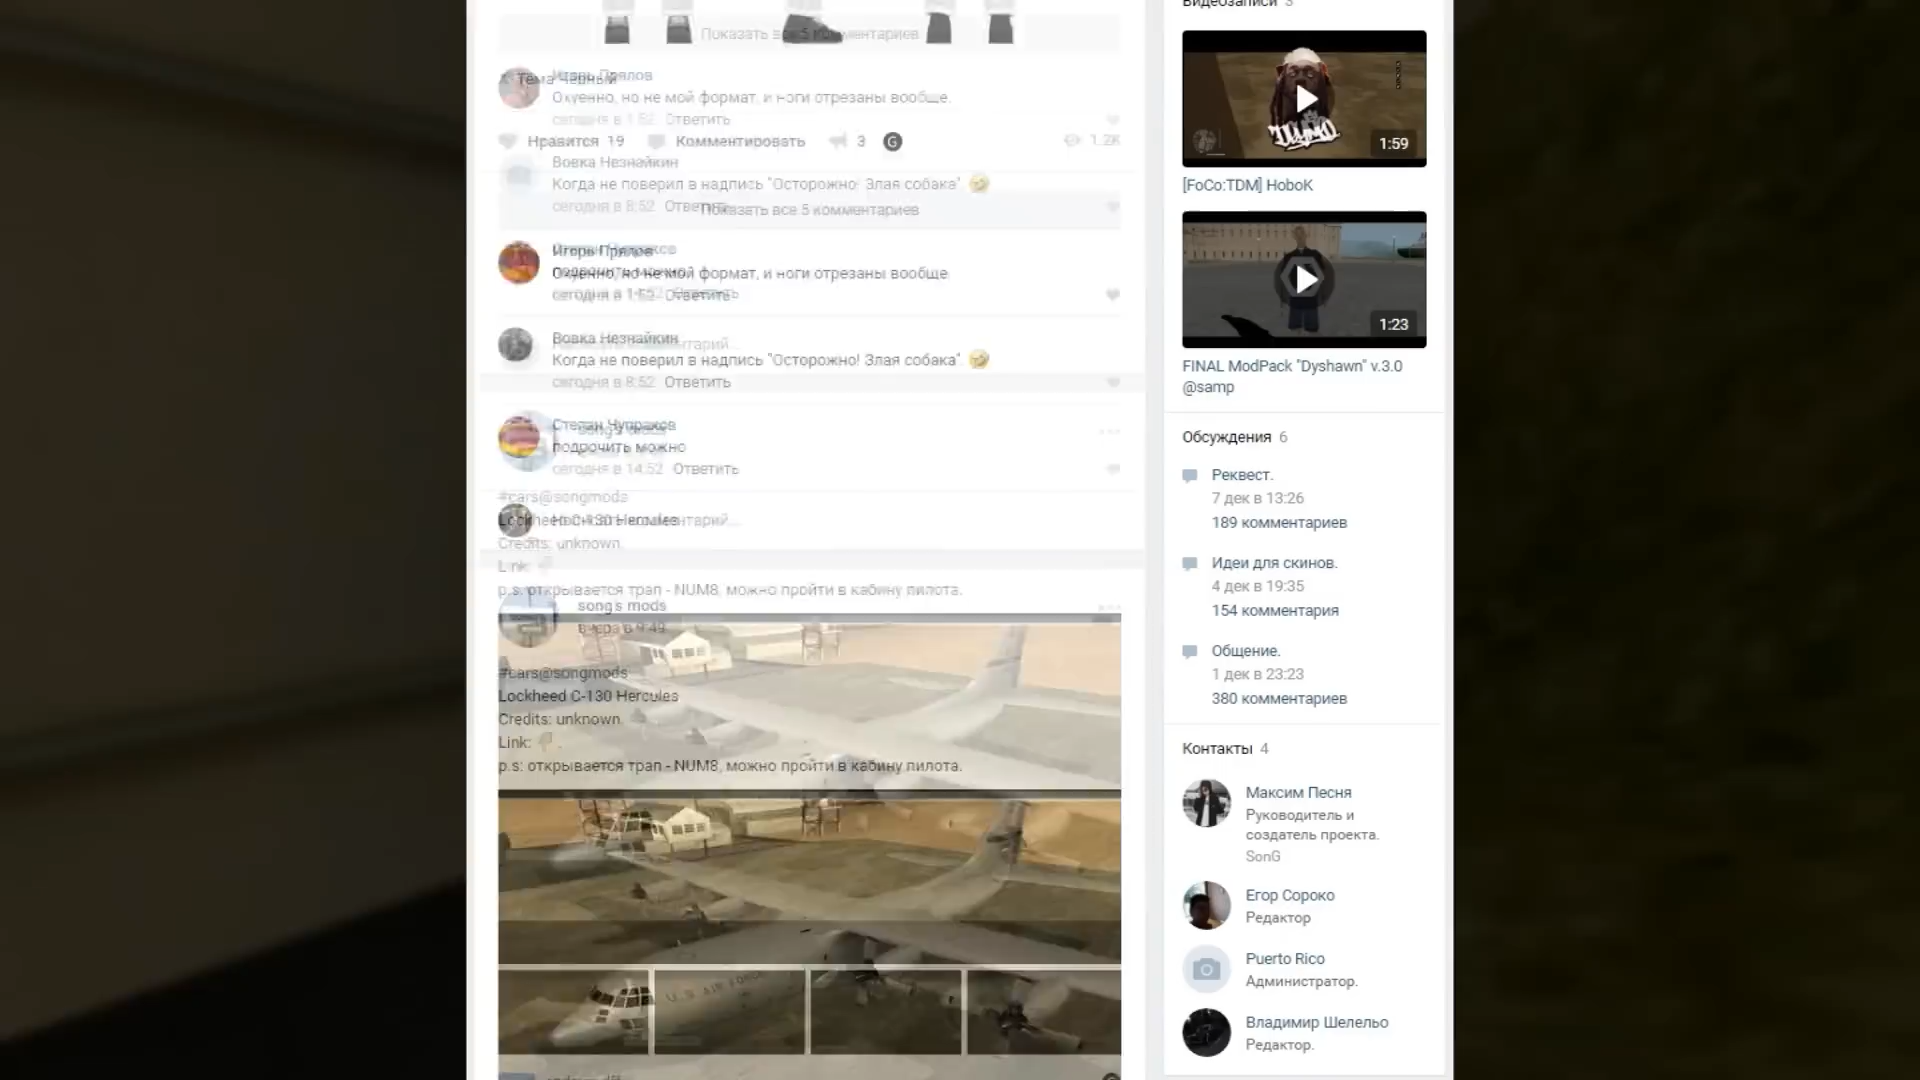 Показать все 5 комментариев
Тема Чёрный
Игорь Прялов
Охуенно, но не мой формат, и ноги отрезаны вообще.
сегодня в 1:52 Ответить
Нравится 19 Комментировать 3 G 1.2K
Вовка Незнайкин
Когда не поверил в надпись "Осторожно! Злая собака". 🤣
сегодня в 8:52 Ответить
Показать все 5 комментариев
Игорь Прялов
Охуенно, но не мой формат, и ноги отрезаны вообще
сегодня в 1:52 Ответить
Вовка Незнайкин
Когда не поверил в надпись "Осторожно! Злая собака". 🤣
сегодня в 8:52 Ответить
Степан Чупраков
подрочить можно
сегодня в 14:52 Ответить
#cars@songmods
Lockheed C-130 Hercules
Credits: unknown.
Link:
p.s: открывается трап - NUM8, можно пройти в кабину пилота.
song's mods
вчера в 9:49
#cars@songmods
Lockheed C-130 Hercules
Credits: unknown.
Link:
p.s: открывается трап - NUM8, можно пройти в кабину пилота.
U.S. AIR FORCE
Видеозаписи 3
1:59
[FoCo:TDM] HoboK
1:23
FINAL ModPack "Dyshawn" v.3.0
@samp
Обсуждения 6
Реквест.
7 дек в 13:26
189 комментариев
Идеи для скинов.
4 дек в 19:35
154 комментария
Общение.
1 дек в 23:23
380 комментариев
Контакты 4
Максим Песня
Руководитель и
создатель проекта.
SonG
Егор Сороко
Редактор
Puerto Rico
Администратор.
Владимир Шелельо
Редактор.